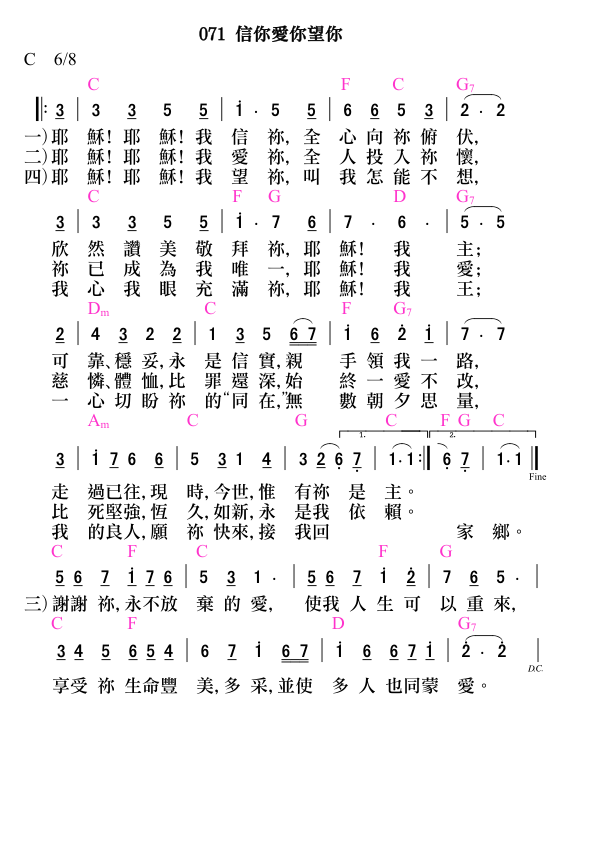 071 信你愛你望你
C 6/8
C F C G7
‖: 3 | 3 3 5 5 | i · 5 5 | 6 6 5 3 | 2 · 2
一)耶 穌! 耶 穌! 我 信 祢, 全 心 向 祢 俯 伏,
二)耶 穌! 耶 穌! 我 愛 祢, 全 人 投 入 祢 懷,
四)耶 穌! 耶 穌! 我 望 祢, 叫 我 怎 能 不 想,
C F G D G7
3 | 3 3 5 5 | i · 7 6 | 7 · 6 · | 5 · 5
欣 然 讚 美 敬 拜 祢, 耶 穌! 我 主;
祢 已 成 為 我 唯 一, 耶 穌! 我 愛;
我 心 我 眼 充 滿 祢, 耶 穌! 我 王;
Dm C F G7
2 | 4 3 2 2 | 1 3 5 6 7 | i 6 2 i | 7 · 7
可 靠、穩 妥, 永 是 信 實, 親 手 領 我 一 路,
慈 憐、體 恤, 比 罪 還 深, 始 終 一 愛 不 改,
一 心 切 盼 祢 的“同 在,”無 數 朝 夕 思 量,
Am C G C F G C
1. 2.
3 | i 7 6 6 | 5 3 1 4 | 3 2 6 7 | 1 · 1 · :‖ 6 7 | 1 · 1 ‖
Fine
走 過已往, 現 時, 今世, 惟 有祢 是 主。
比 死堅強, 恆 久, 如新, 永 是我 依 賴。
我 的良人, 願 祢 快來, 接 我回 家 鄉。
C F C F G
5 6 7 i 7 6 | 5 3 1 · | 5 6 7 i 2 | 7 6 5 · |
三)謝謝 祢, 永不放 棄 的 愛, 使我 人 生 可 以 重 來,
C F D G7
3 4 5 6 5 4 | 6 7 i 6 7 | i 6 6 7 i | 2 · 2 · |
D.C.
享受 祢 生命豐 美, 多 采, 並使 多 人 也同蒙 愛。